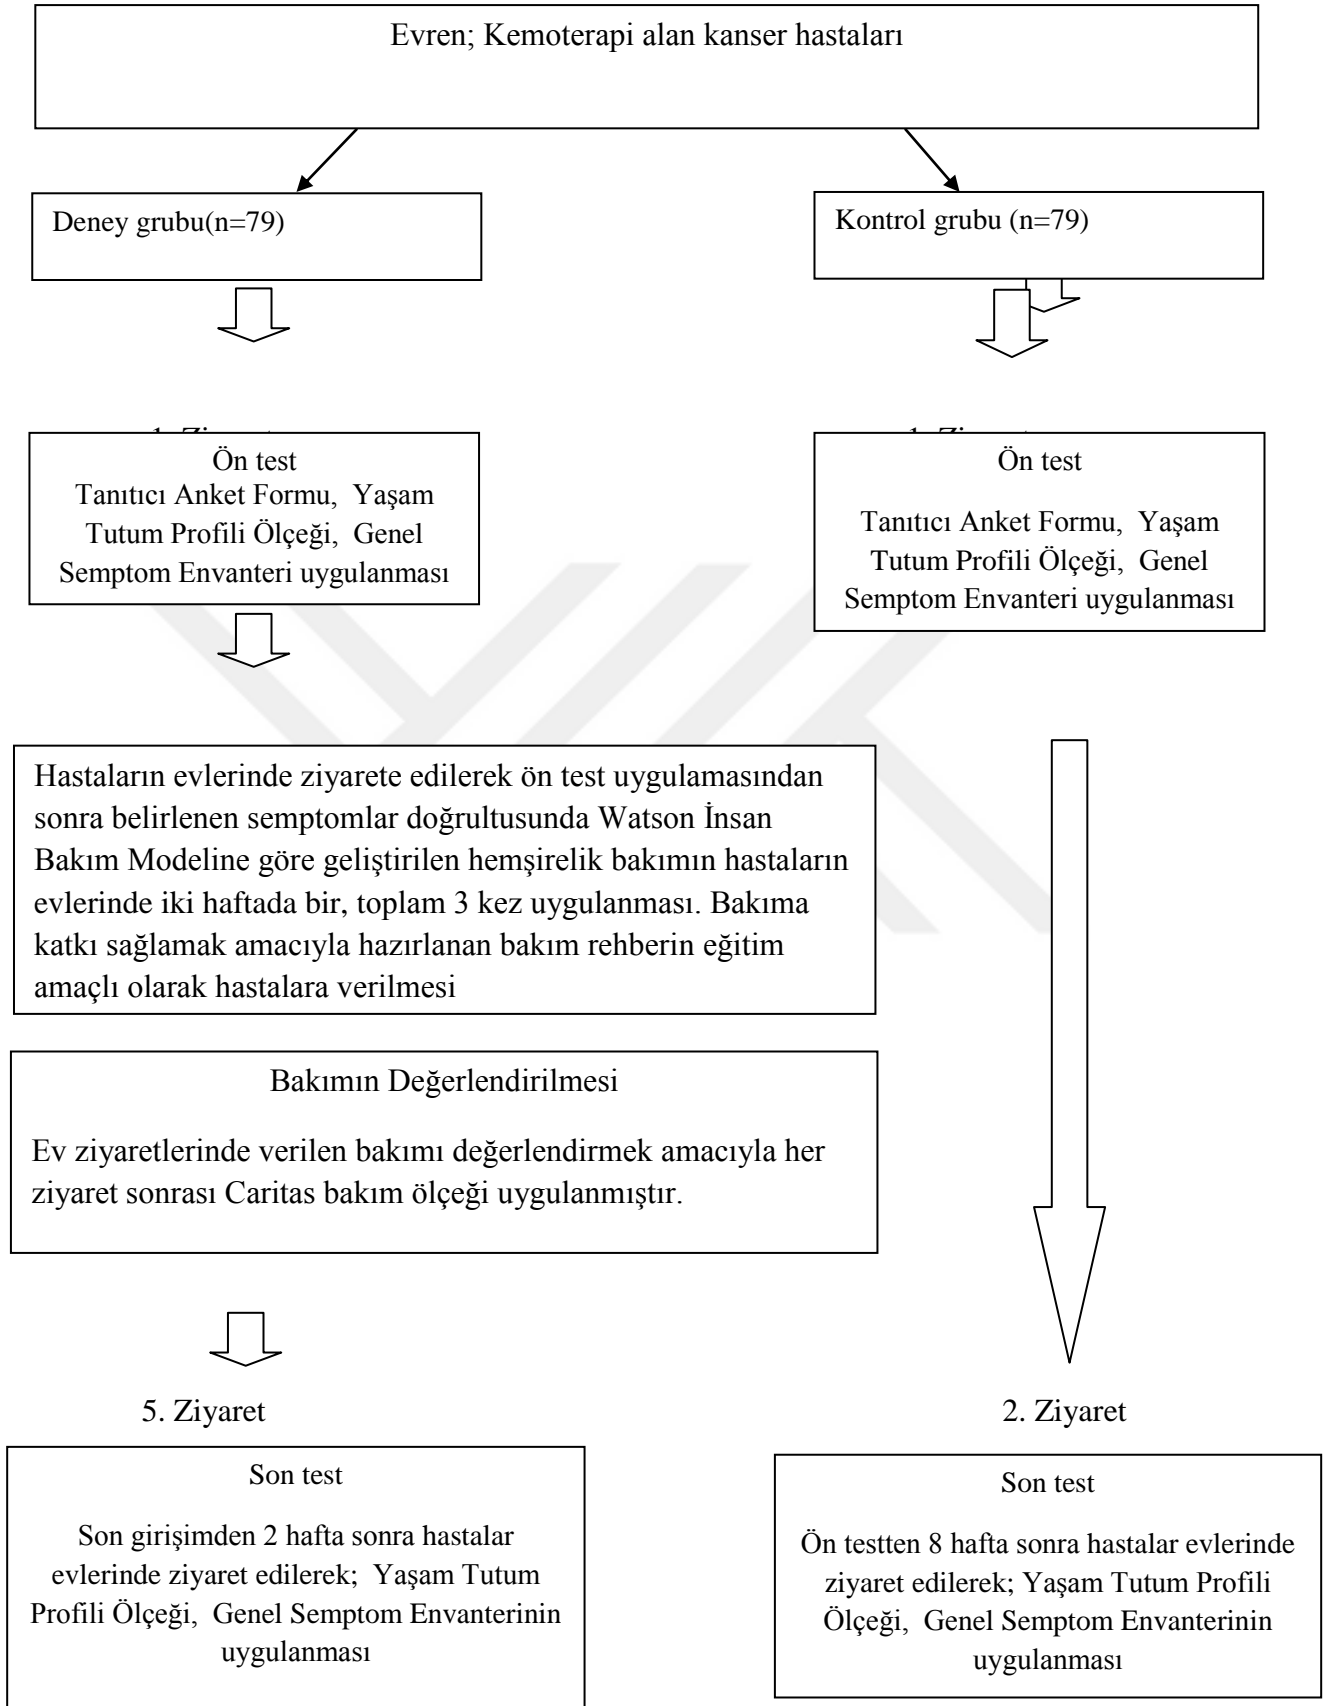 Evren; Kemoterapi alan kanser hastaları
Deney grubu(n=79)
Kontrol grubu (n=79)
Ön test
Tanıtıcı Anket Formu, Yaşam
Tutum Profili Ölçeği, Genel
Semptom Envanteri uygulanması
Ön test
Tanıtıcı Anket Formu, Yaşam
Tutum Profili Ölçeği, Genel
Semptom Envanteri uygulanması
Hastaların evlerinde ziyarete edilerek ön test uygulamasından
sonra belirlenen semptomlar doğrultusunda Watson İnsan
Bakım Modeline göre geliştirilen hemşirelik bakımın hastaların
evlerinde iki haftada bir, toplam 3 kez uygulanması. Bakıma
katkı sağlamak amacıyla hazırlanan bakım rehberin eğitim
amaçlı olarak hastalara verilmesi
Bakımın Değerlendirilmesi
Ev ziyaretlerinde verilen bakımı değerlendirmek amacıyla her
ziyaret sonrası Caritas bakım ölçeği uygulanmıştır.
5. Ziyaret
2. Ziyaret
Son test
Son girişimden 2 hafta sonra hastalar
evlerinde ziyaret edilerek; Yaşam Tutum
Profili Ölçeği, Genel Semptom Envanterinin
uygulanması
Son test
Ön testten 8 hafta sonra hastalar evlerinde
ziyaret edilerek; Yaşam Tutum Profili
Ölçeği, Genel Semptom Envanterinin
uygulanması